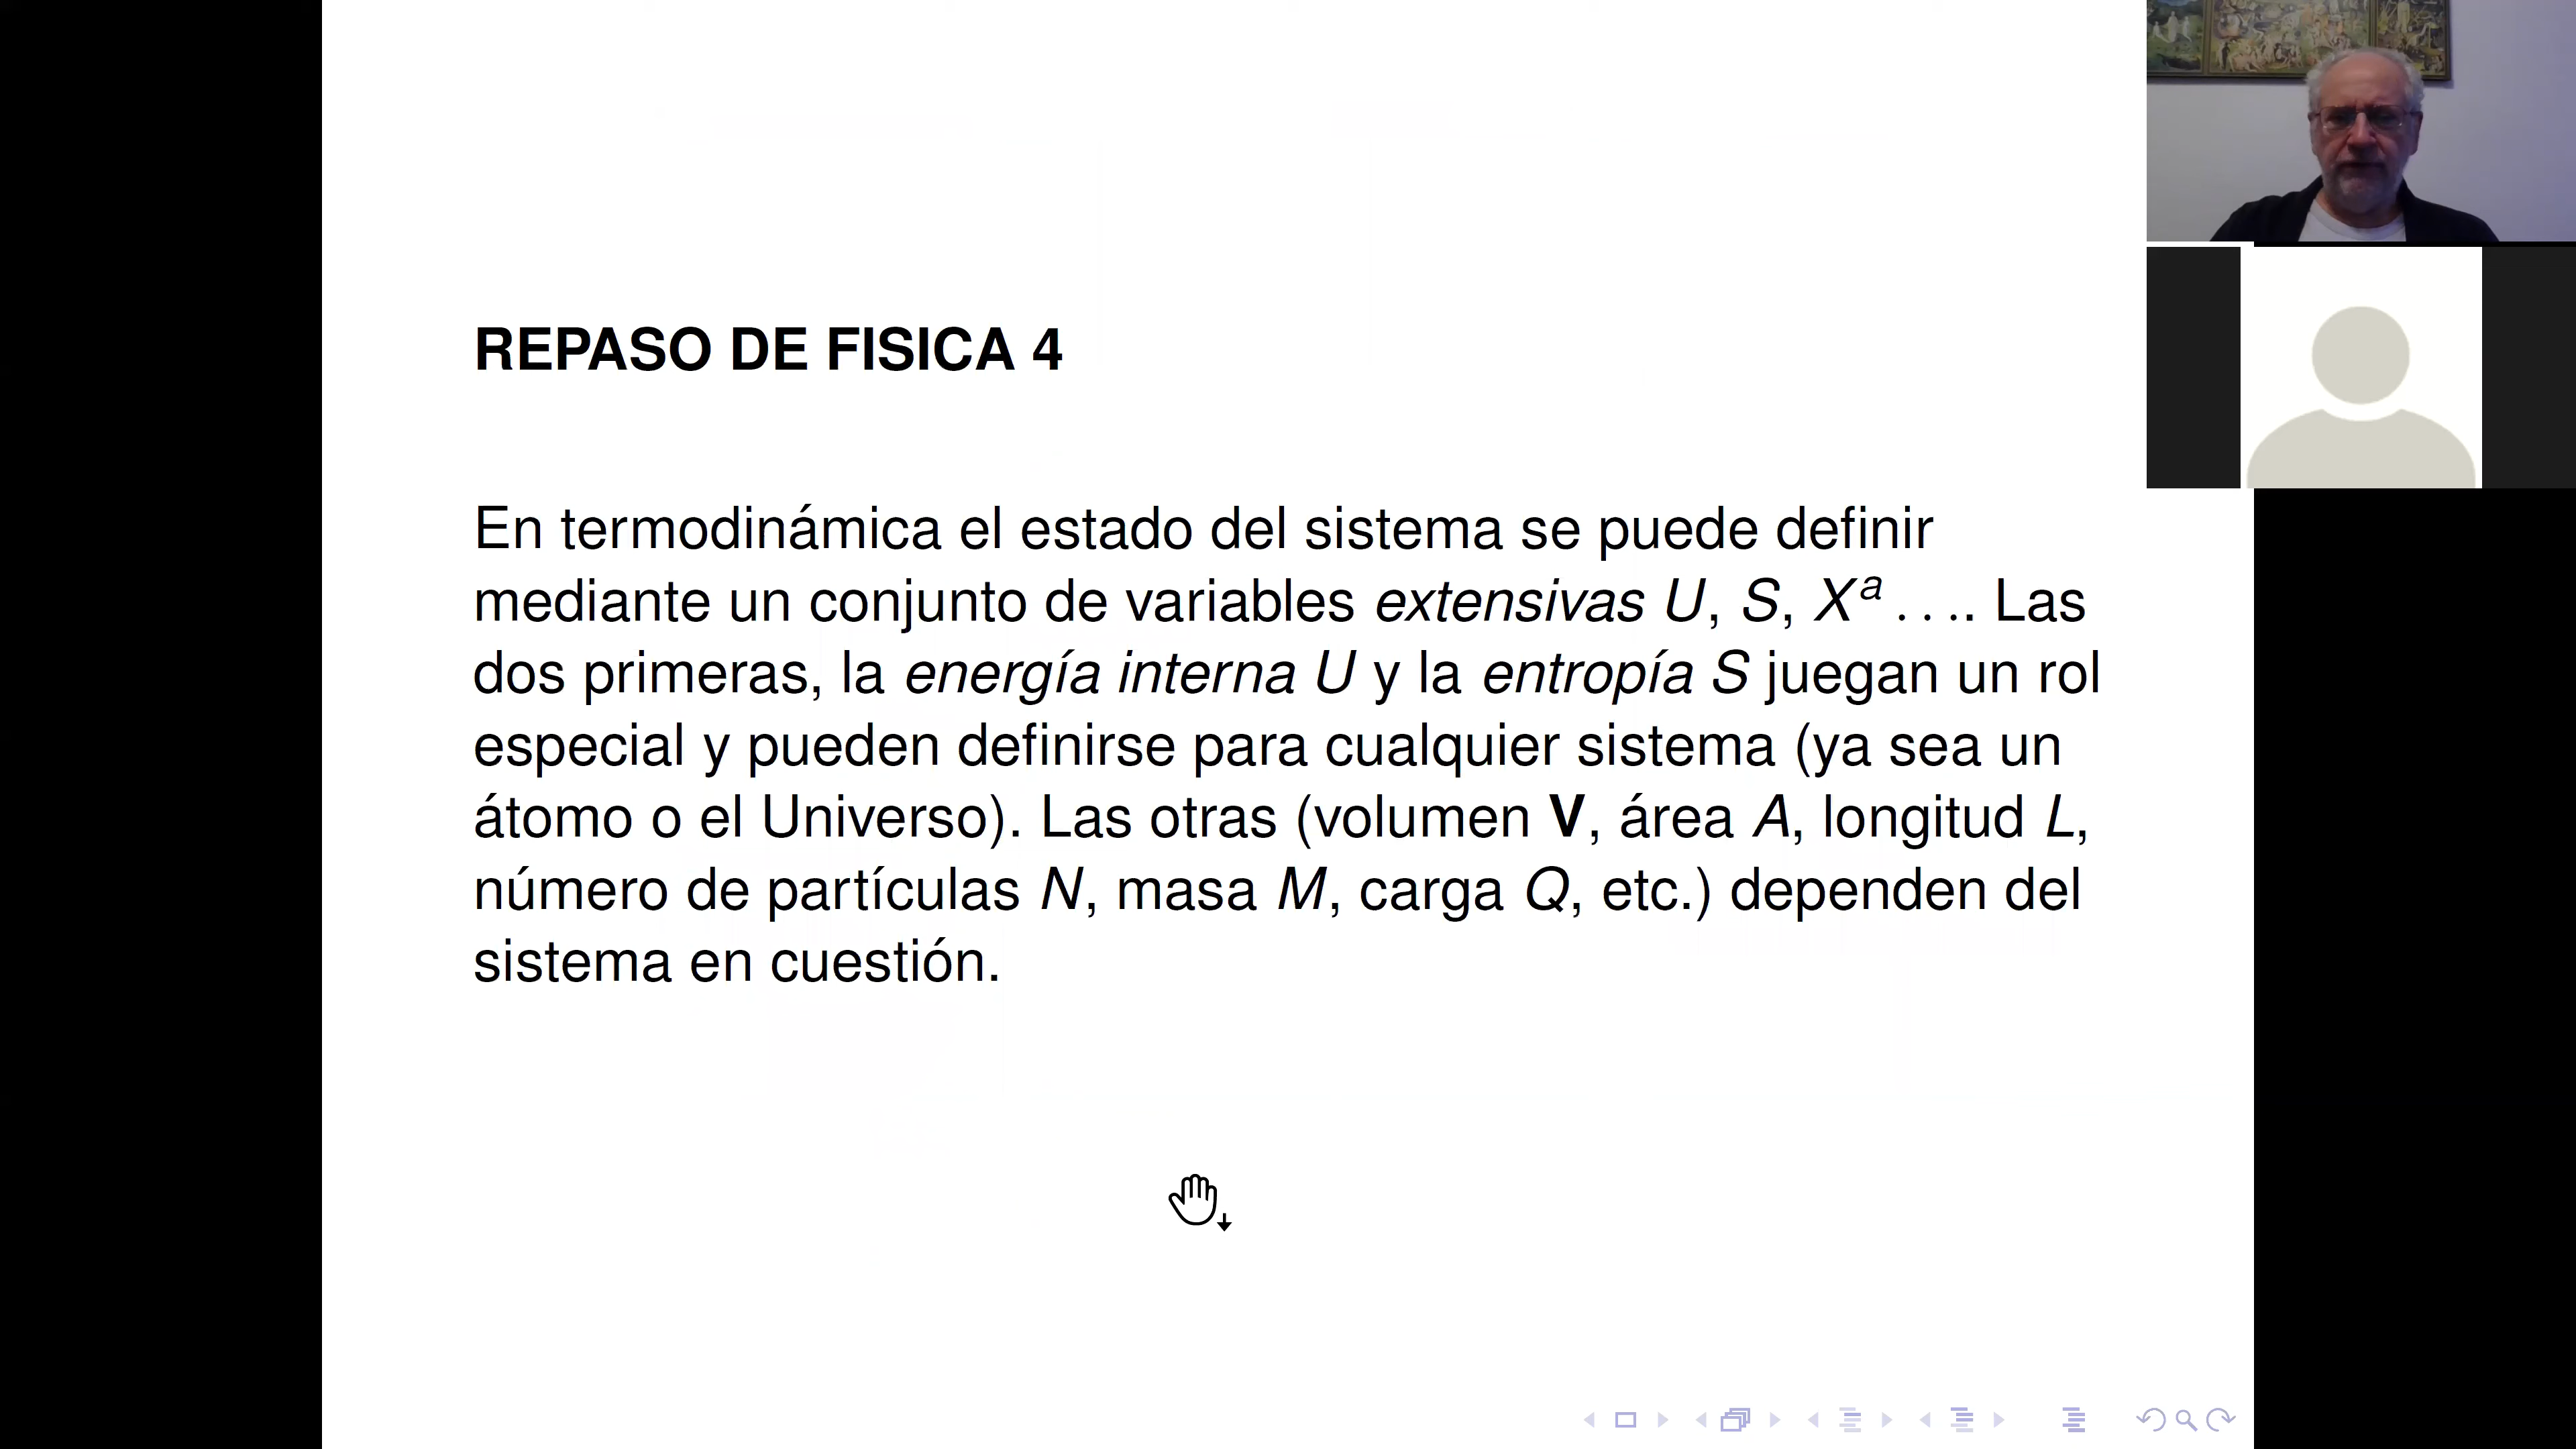 REPASO DE FISICA 4
En termodinámica el estado del sistema se puede definir
mediante un conjunto de variables extensivas U, S, Xᵃ . . .. Las
dos primeras, la energía interna U y la entropía S juegan un rol
especial y pueden definirse para cualquier sistema (ya sea un
átomo o el Universo). Las otras (volumen V, área A, longitud L,
número de partículas N, masa M, carga Q, etc.) dependen del
sistema en cuestión.